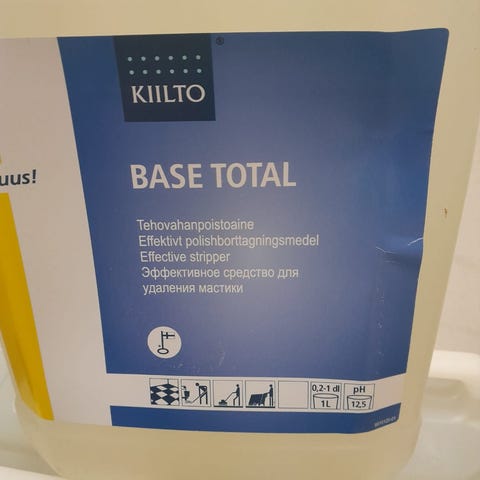 KIILTO
®
uus!
BASE TOTAL
Tehovahanpoistoaine
Effektivt polishborttagningsmedel
Effective stripper
Эффективное средство для
удаления мастики
0,2-1 dl
1L
pH
12,5